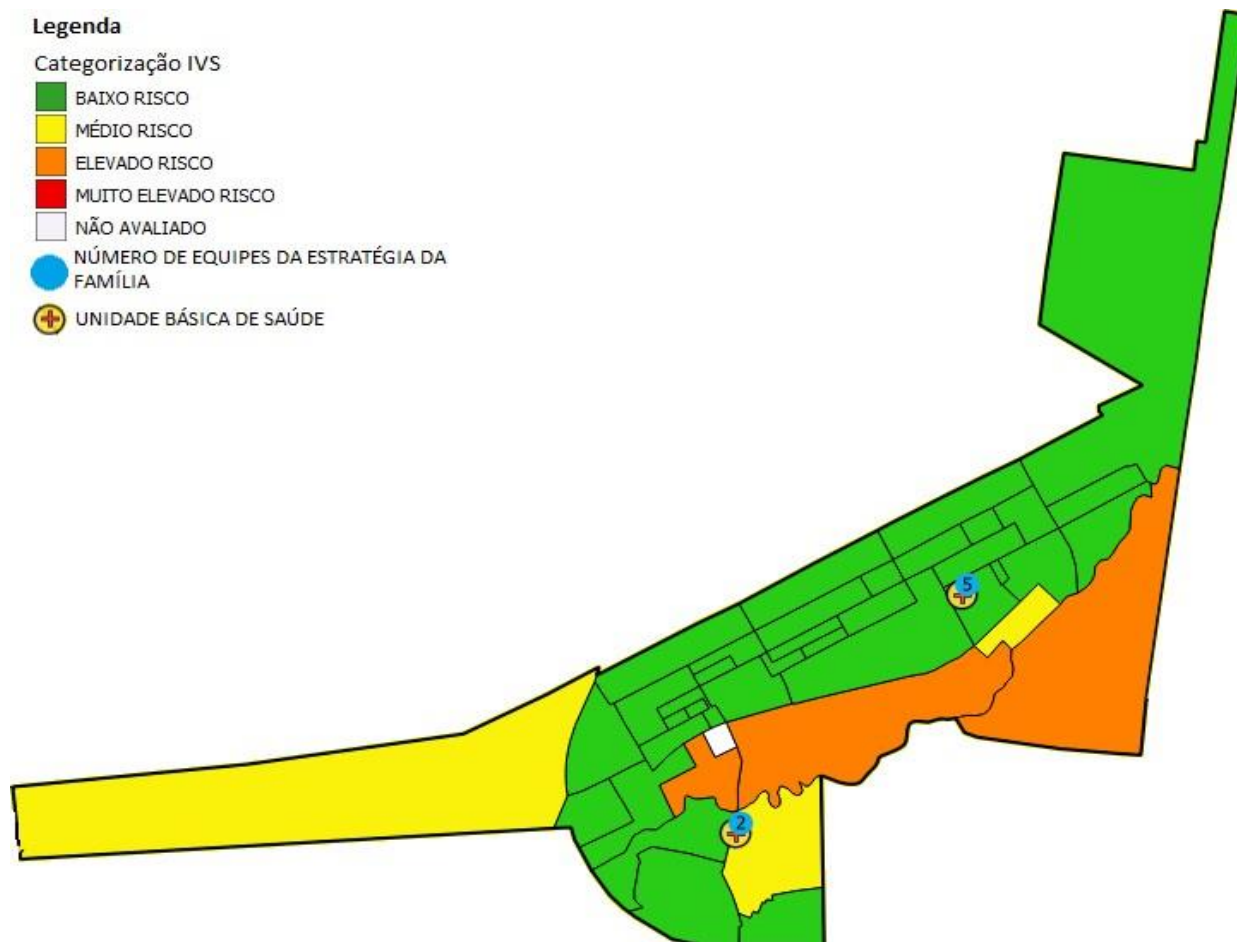 Legenda
Categorização IVS
BAIXO RISCO
MÉDIO RISCO
ELEVADO RISCO
MUITO ELEVADO RISCO
NÃO AVALIADO
NÚMERO DE EQUIPES DA ESTRATÉGIA DA
FAMÍLIA
UNIDADE BÁSICA DE SAÚDE
5
2